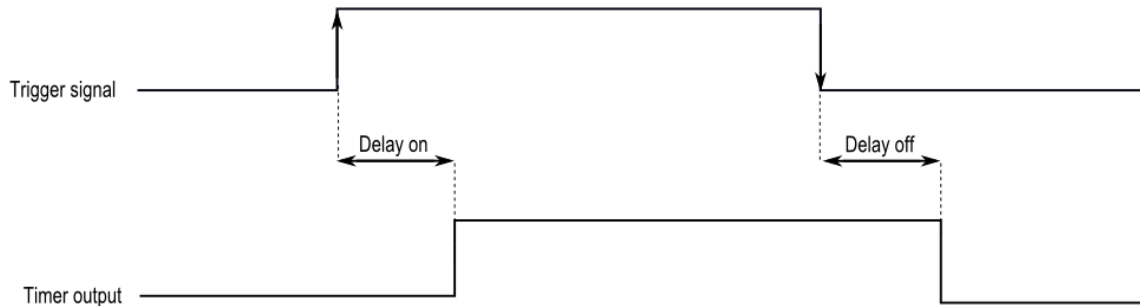 Trigger signal
Delay on
Delay off
Timer output